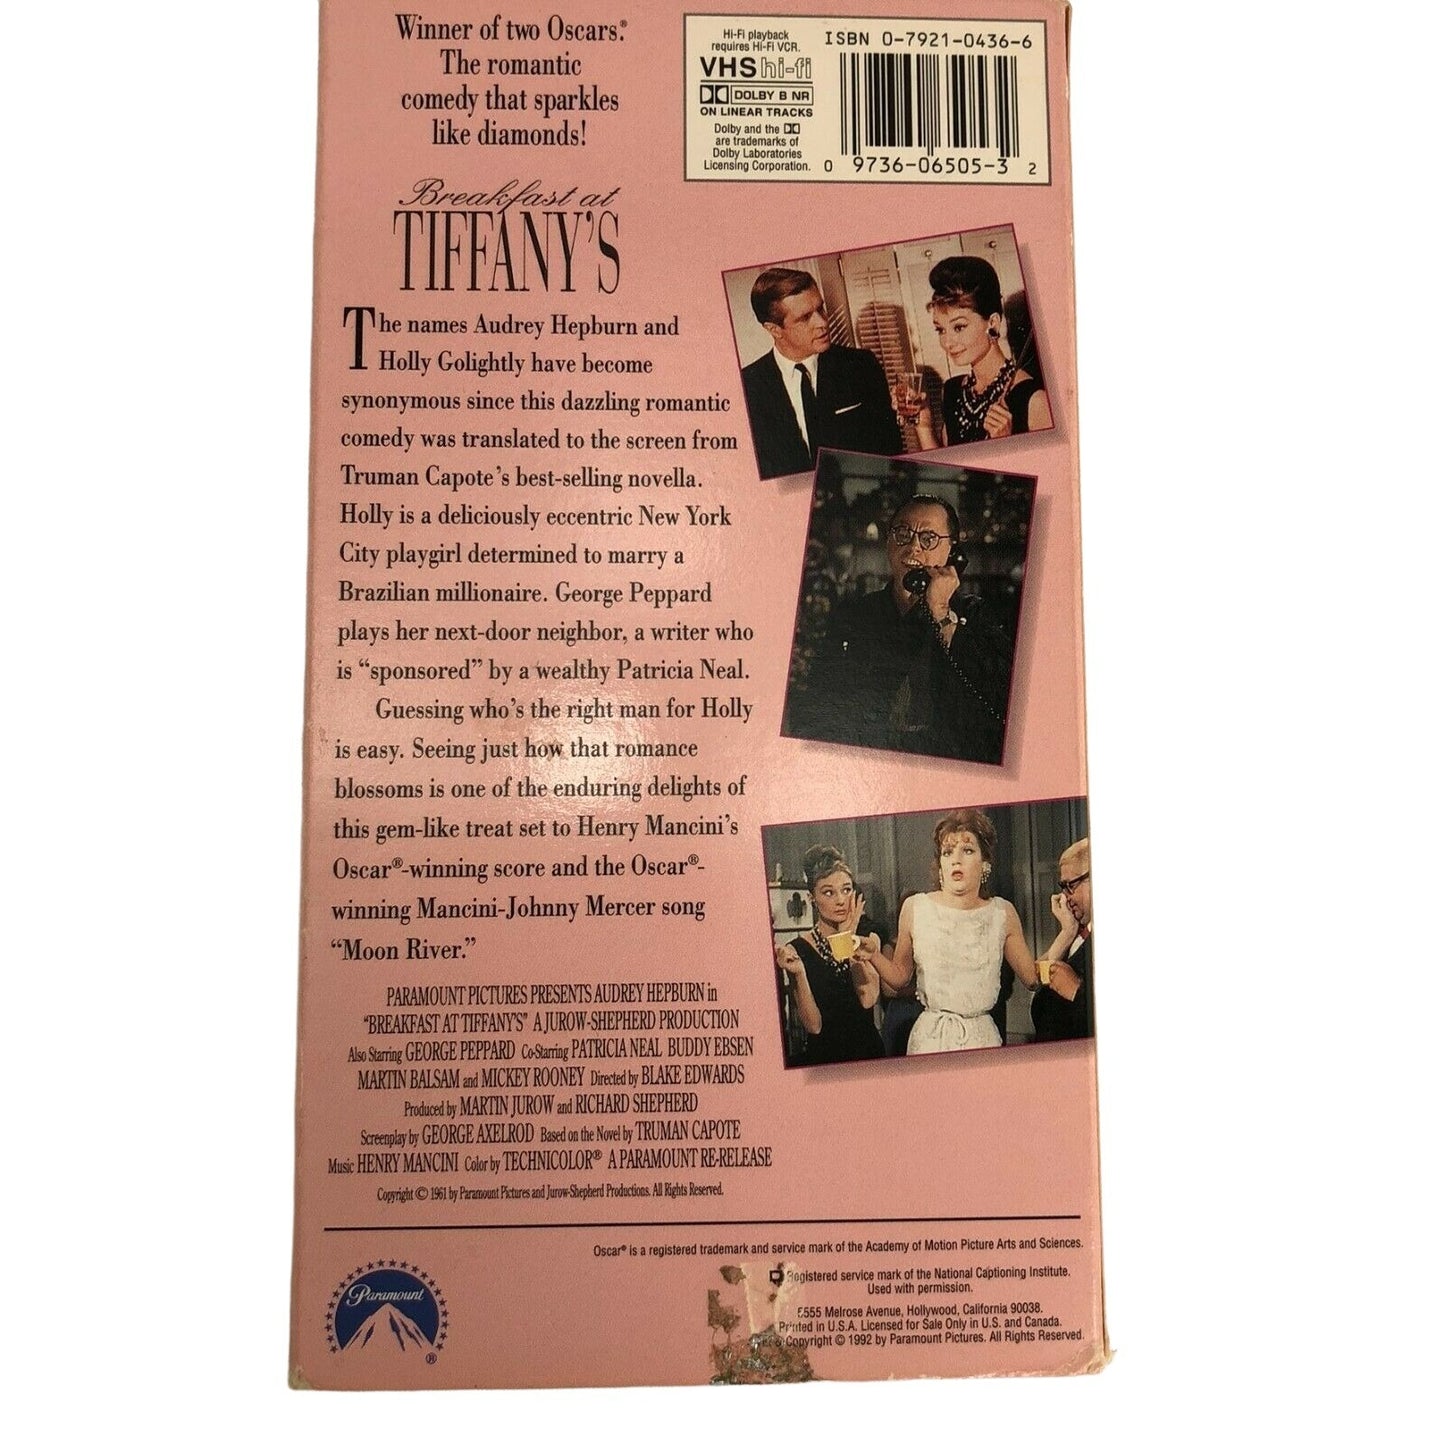 Winner of two Oscars.®
The romantic
comedy that sparkles
like diamonds!
Hi-Fi playback
requires Hi-Fi VCR.
VHS hi-fi
DOLBY B NR
ON LINEAR TRACKS
Dolby and the
are trademarks of
Dolby Laboratories
Licensing Corporation.
ISBN 0-7921-0436-6
0 9736-06505-3 2
Breakfast at
TIFFANY'S
The names Audrey Hepburn and
Holly Golightly have become
synonymous since this dazzling romantic
comedy was translated to the screen from
Truman Capote's best-selling novella.
Holly is a deliciously eccentric New York
City playgirl determined to marry a
Brazilian millionaire. George Peppard
plays her next-door neighbor, a writer who
is “sponsored” by a wealthy Patricia Neal.
Guessing who's the right man for Holly
is easy. Seeing just how that romance
blossoms is one of the enduring delights of
this gem-like treat set to Henry Mancini's
Oscar®-winning score and the Oscar®-
winning Mancini-Johnny Mercer song
“Moon River.”
PARAMOUNT PICTURES PRESENTS AUDREY HEPBURN in
“BREAKFAST AT TIFFANY'S” A JUROW-SHEPHERD PRODUCTION
Also Starring GEORGE PEPPARD Co-Starring PATRICIA NEAL BUDDY EBSEN
MARTIN BALSAM and MICKEY ROONEY Directed by BLAKE EDWARDS
Produced by MARTIN JUROW and RICHARD SHEPHERD
Screenplay by GEORGE AXELROD Based on the Novel by TRUMAN CAPOTE
Music HENRY MANCINI Color by TECHNICOLOR® A PARAMOUNT RE-RELEASE
Copyright © 1961 by Paramount Pictures and Jurow-Shepherd Productions. All Rights Reserved.
Oscar® is a registered trademark and service mark of the Academy of Motion Picture Arts and Sciences.
Registered service mark of the National Captioning Institute.
Used with permission.
5555 Melrose Avenue, Hollywood, California 90038.
Printed in U.S.A. Licensed for Sale Only in U.S. and Canada.
Copyright © 1992 by Paramount Pictures. All Rights Reserved.
Paramount
®